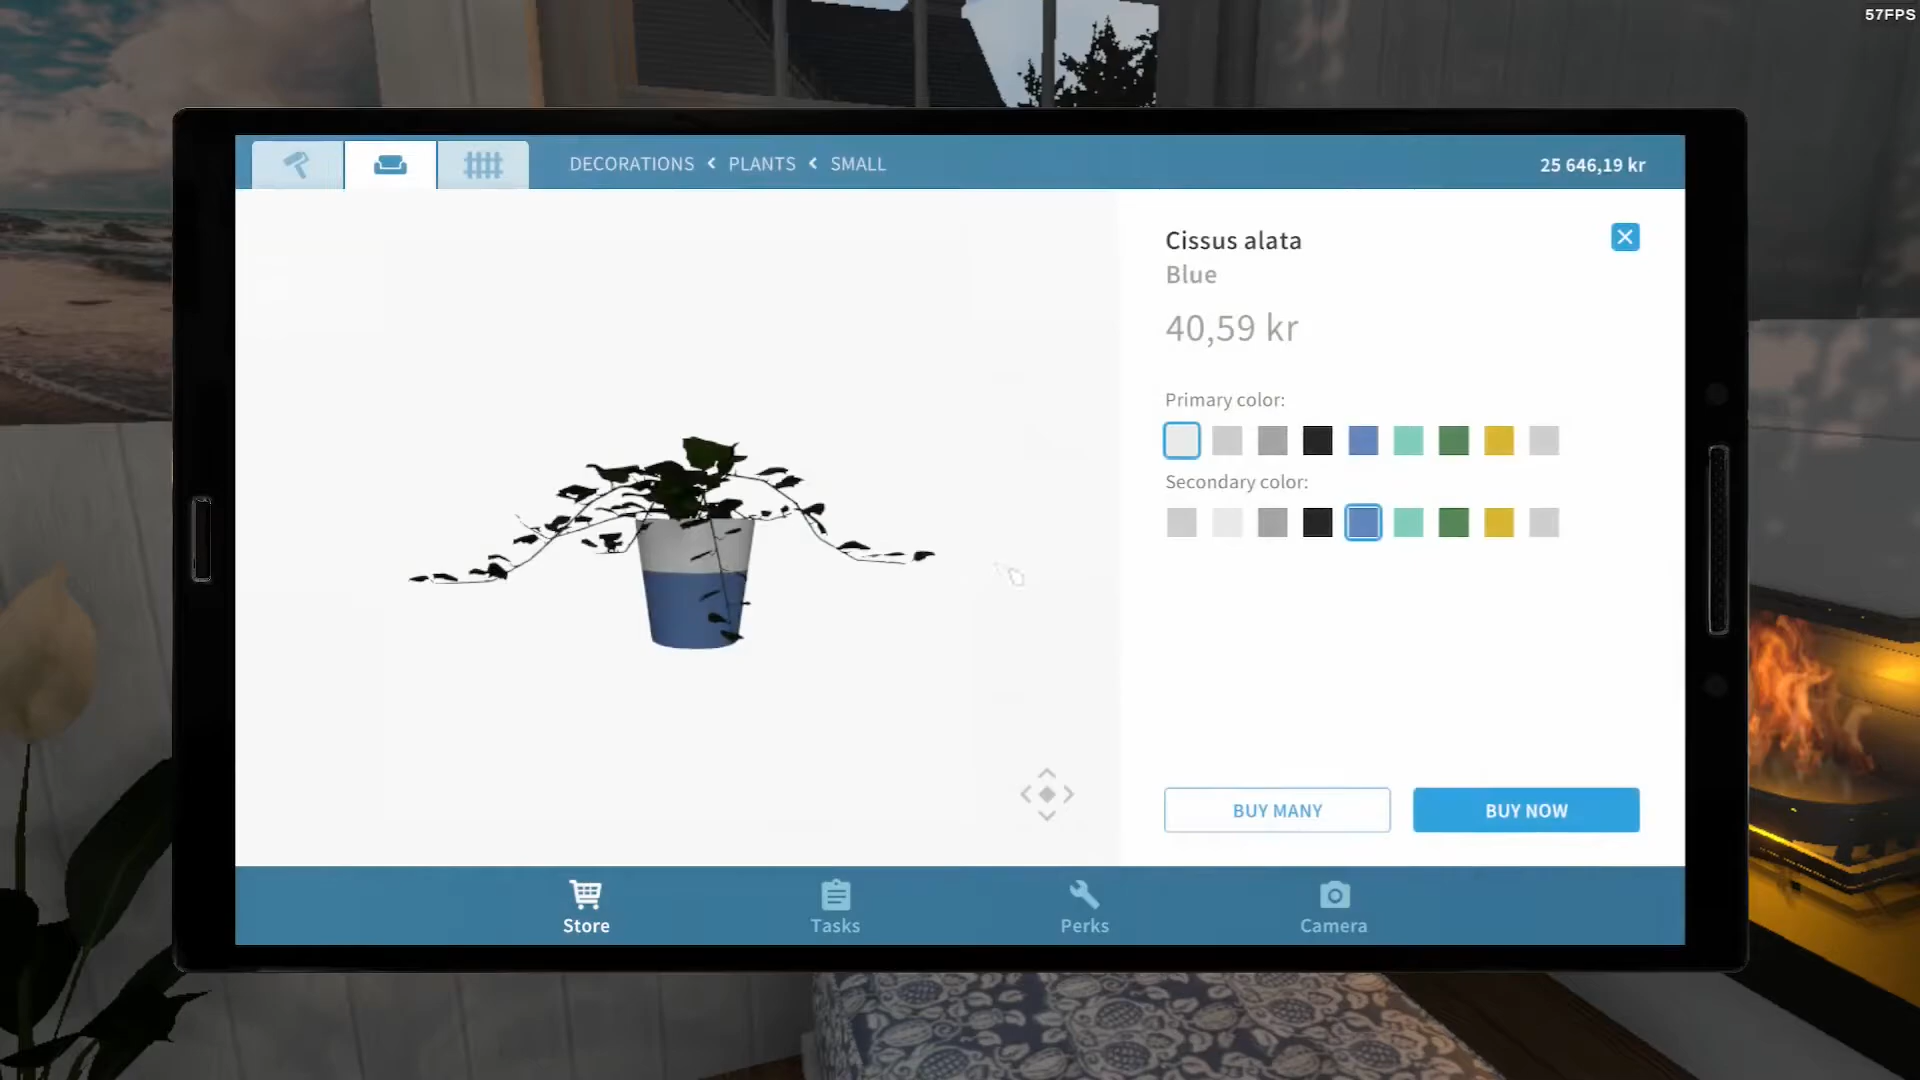 57FPS
DECORATIONS < PLANTS < SMALL
25 646,19 kr
Cissus alata
Blue
40,59 kr
Primary color:
Secondary color:
BUY MANY
BUY NOW
Store
Tasks
Perks
Camera